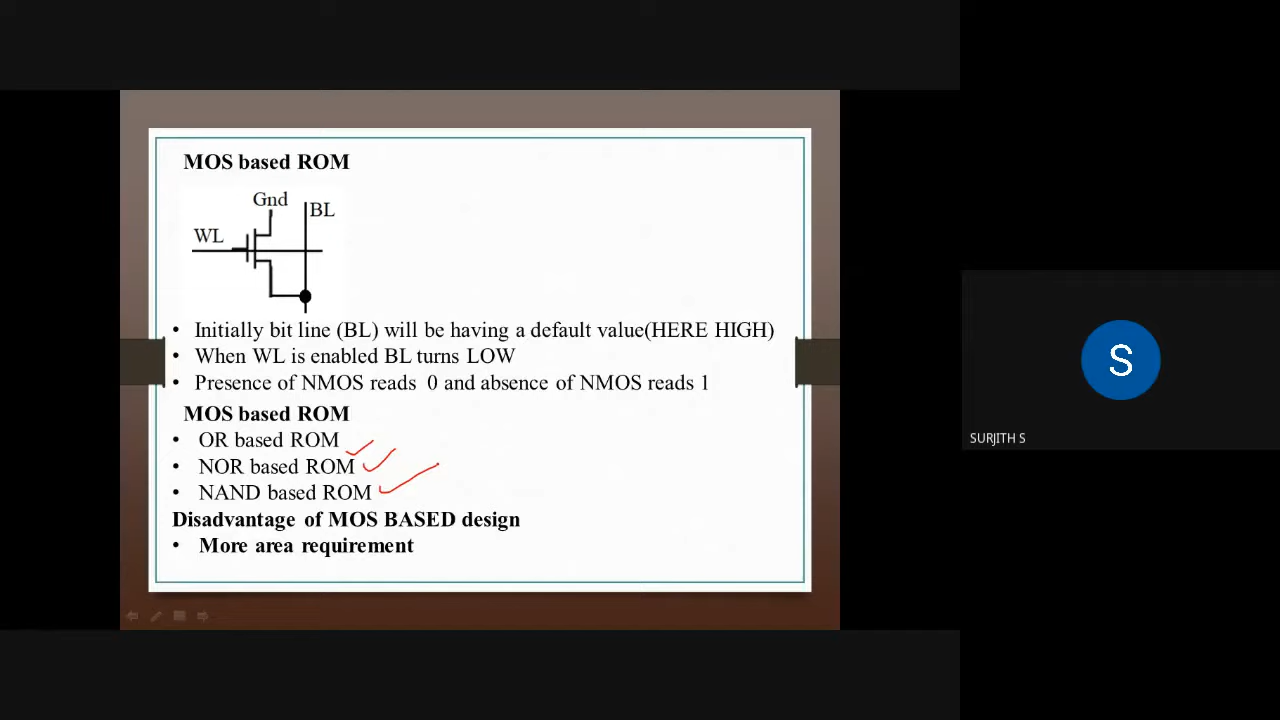 MOS based ROM
Gnd
BL
WL
• Initially bit line (BL) will be having a default value(HERE HIGH)
• When WL is enabled BL turns LOW
• Presence of NMOS reads 0 and absence of NMOS reads 1
MOS based ROM
• OR based ROM
• NOR based ROM
• NAND based ROM
Disadvantage of MOS BASED design
• More area requirement
S
SURJITH S